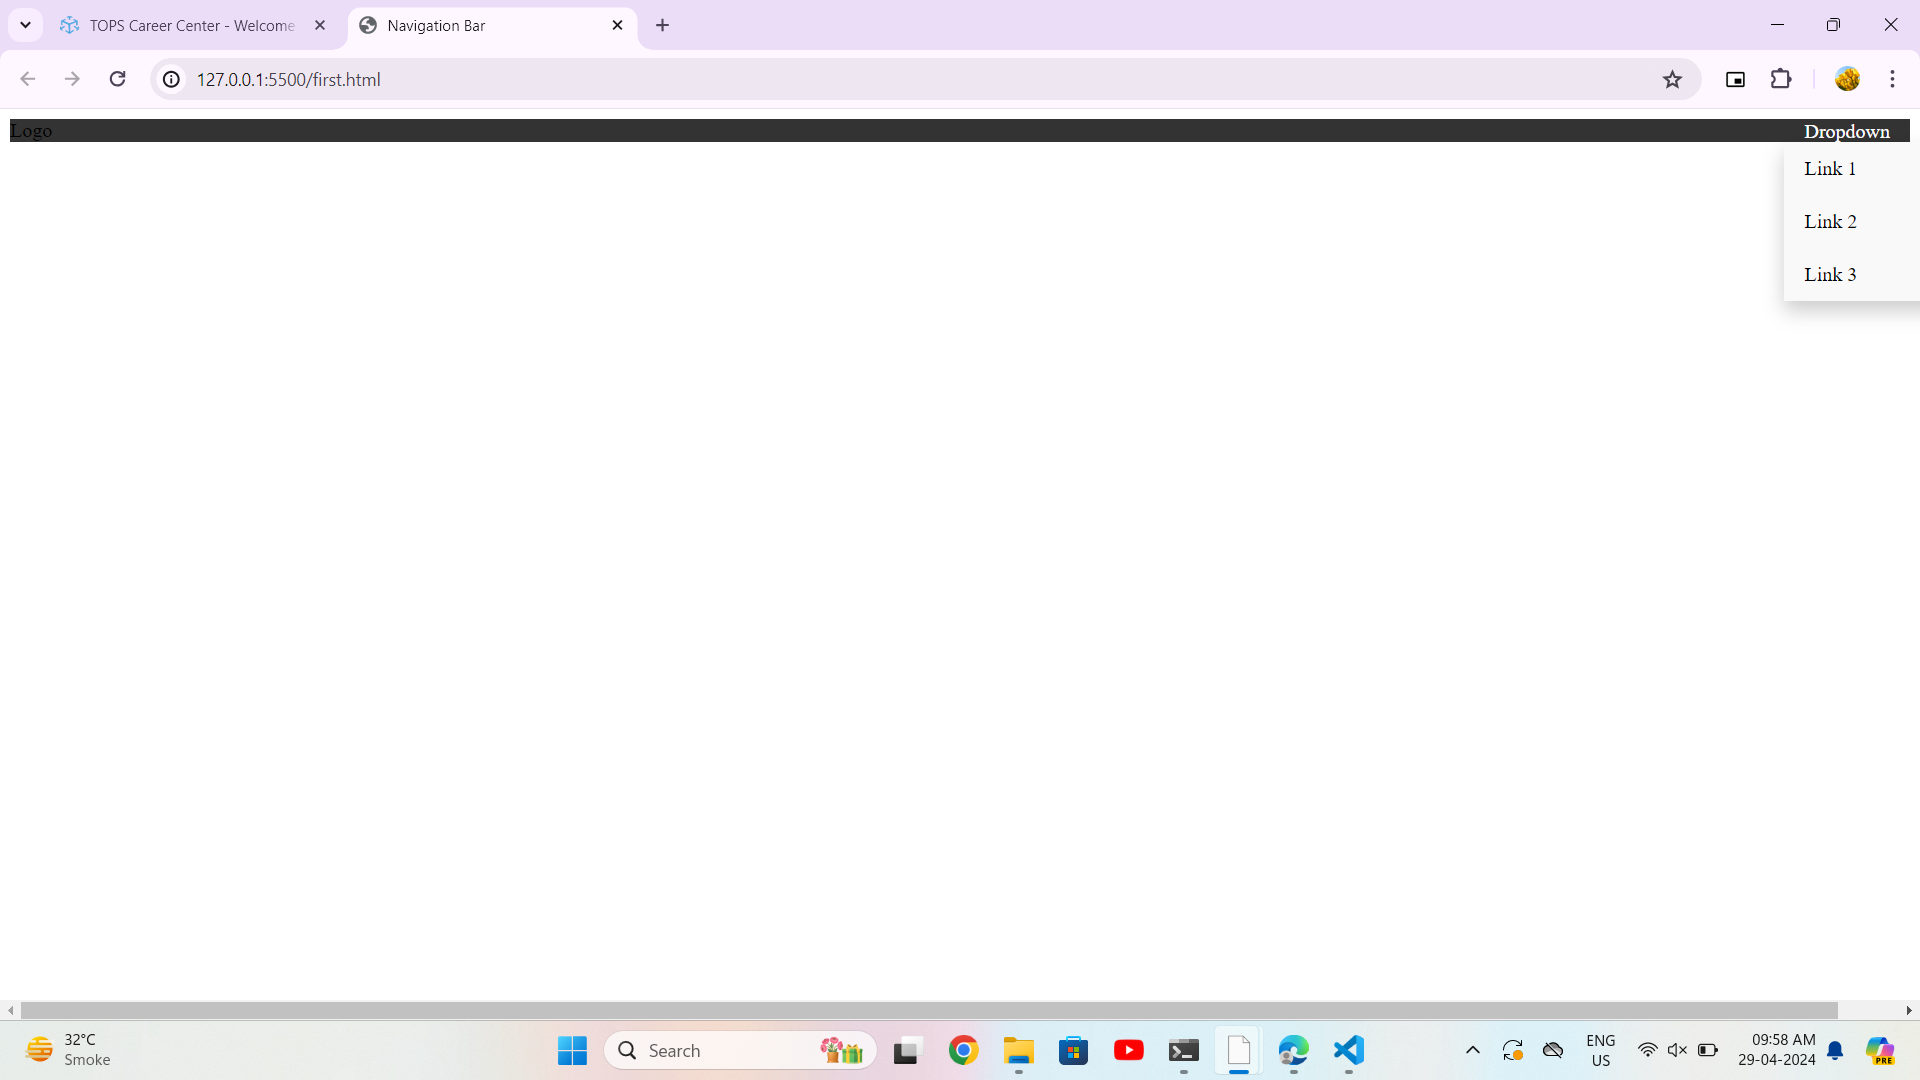 TOPS Career Center - Welcome
Navigation Bar
127.0.0.1:5500/first.html
Logo
Dropdown
Link 1
Link 2
Link 3
32°C
Smoke
Search
ENG
US
09:58 AM
29-04-2024
PRE